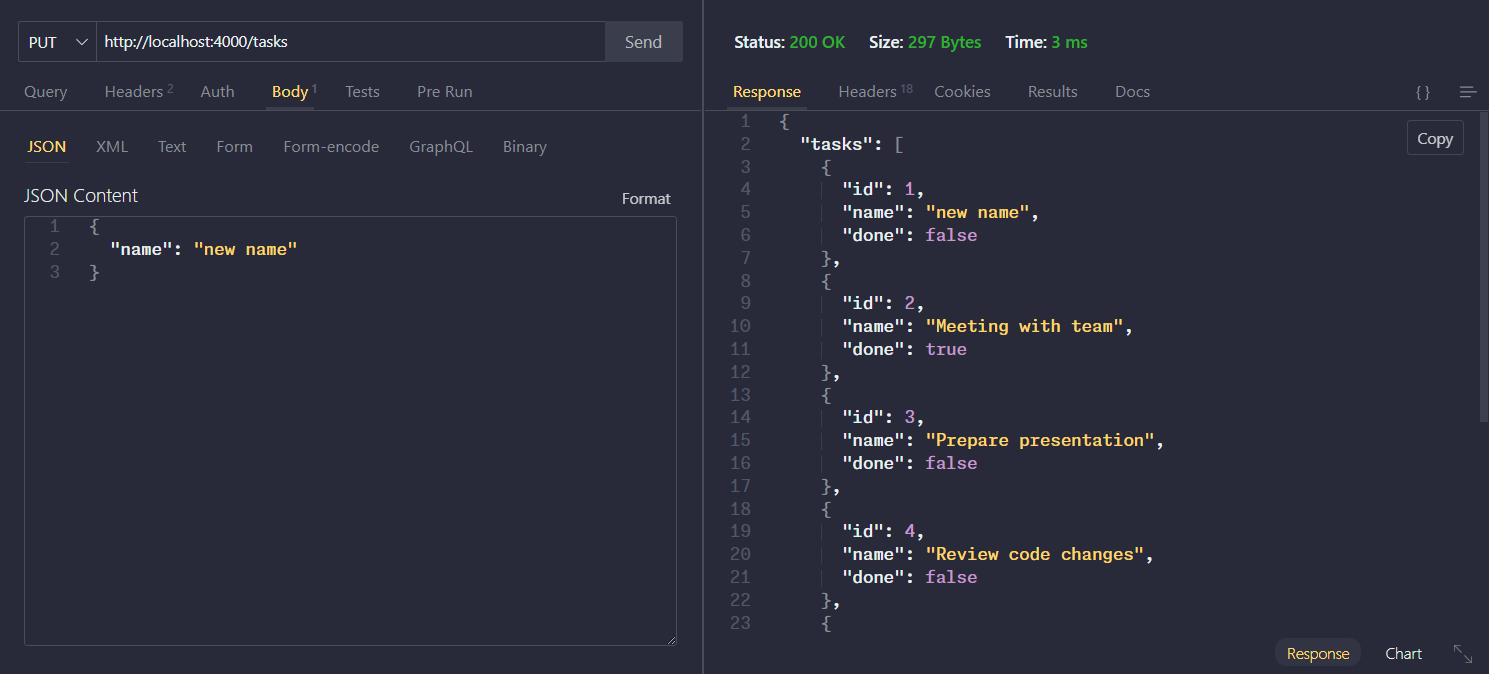 PUT http://localhost:4000/tasks Send
Query Headers 2 Auth Body 1 Tests Pre Run
JSON XML Text Form Form-encode GraphQL Binary
JSON Content Format
1 {
2 "name": "new name"
3 }
Status: 200 OK Size: 297 Bytes Time: 3 ms
Response Headers 18 Cookies Results Docs { }
Copy
1 {
2 "tasks": [
3 {
4 "id": 1,
5 "name": "new name",
6 "done": false
7 },
8 {
9 "id": 2,
10 "name": "Meeting with team",
11 "done": true
12 },
13 {
14 "id": 3,
15 "name": "Prepare presentation",
16 "done": false
17 },
18 {
19 "id": 4,
20 "name": "Review code changes",
21 "done": false
22 },
23 {
Response Chart